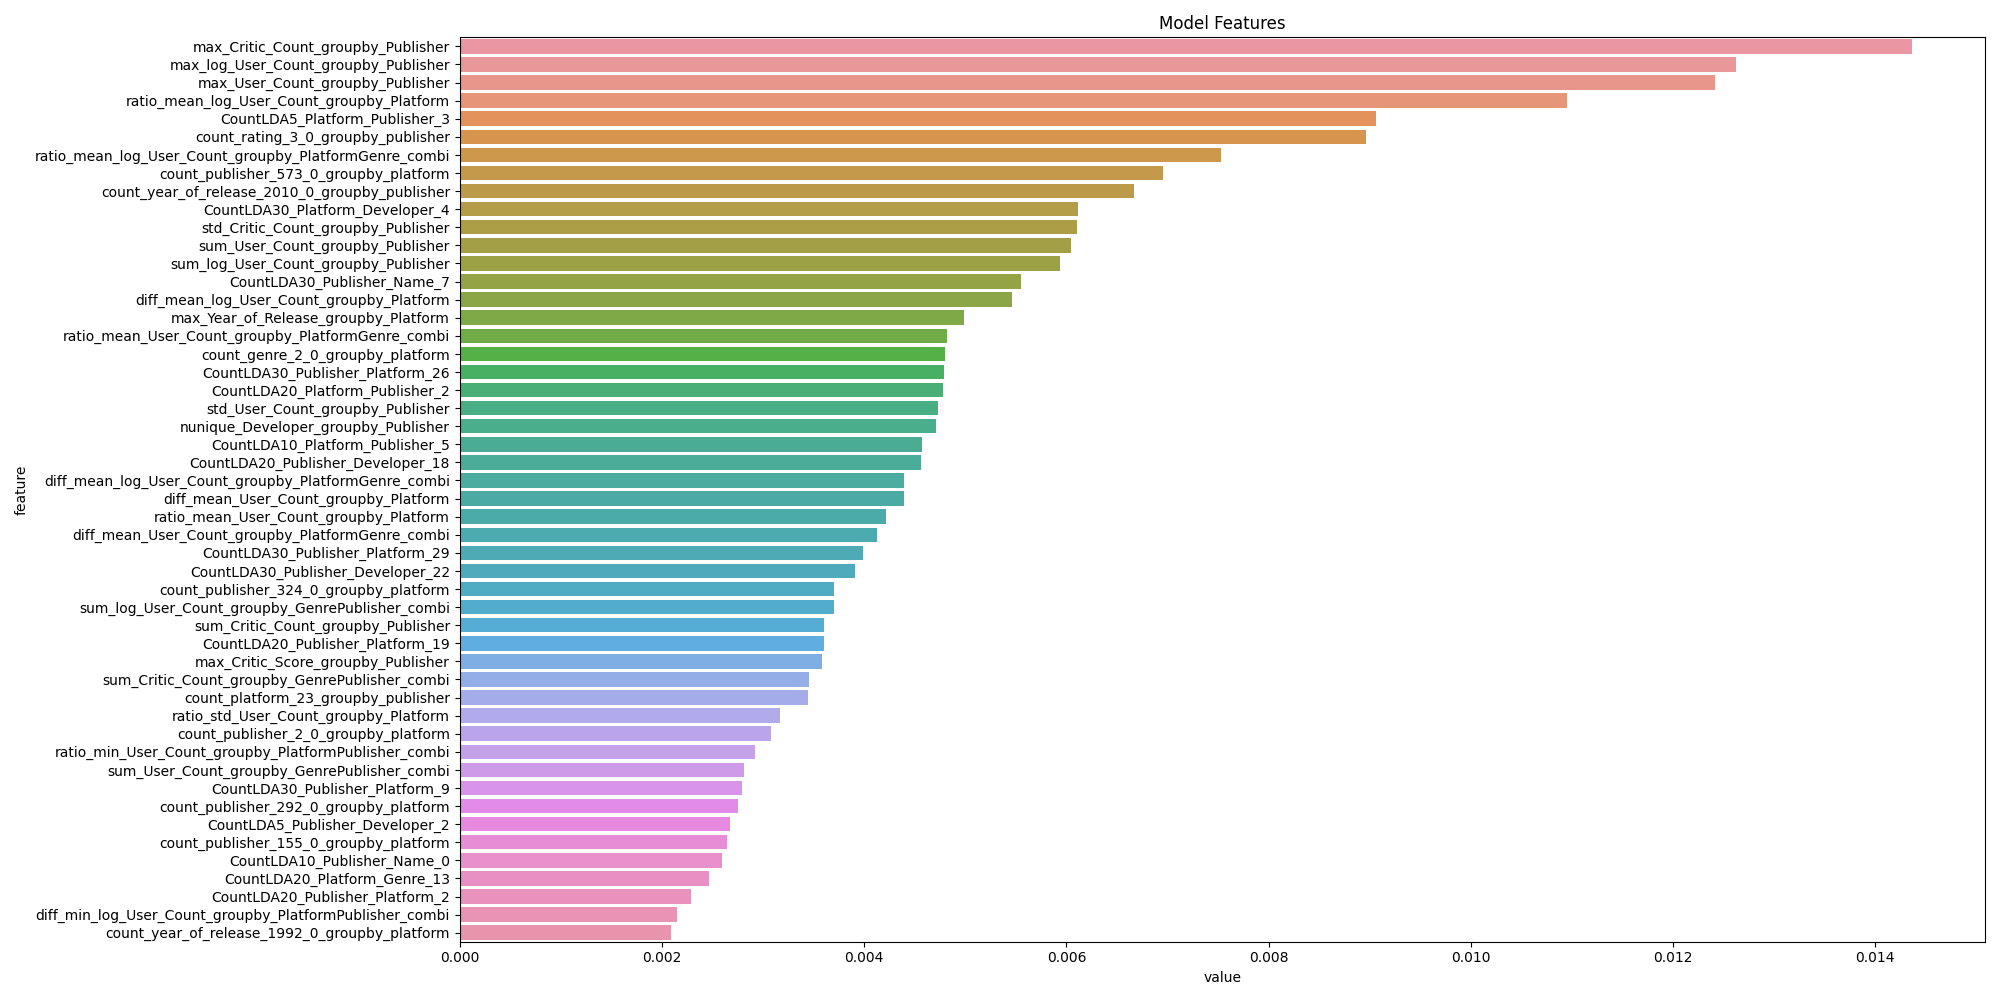 Model Features
max_Critic_Count_groupby_Publisher
max_log_User_Count_groupby_Publisher
max_User_Count_groupby_Publisher
ratio_mean_log_User_Count_groupby_Platform
CountLDA5_Platform_Publisher_3
count_rating_3_0_groupby_publisher
ratio_mean_log_User_Count_groupby_PlatformGenre_combi
count_publisher_573_0_groupby_platform
count_year_of_release_2010_0_groupby_publisher
CountLDA30_Platform_Developer_4
std_Critic_Count_groupby_Publisher
sum_User_Count_groupby_Publisher
sum_log_User_Count_groupby_Publisher
CountLDA30_Publisher_Name_7
diff_mean_log_User_Count_groupby_Platform
max_Year_of_Release_groupby_Platform
ratio_mean_User_Count_groupby_PlatformGenre_combi
count_genre_2_0_groupby_platform
CountLDA30_Publisher_Platform_26
CountLDA20_Platform_Publisher_2
std_User_Count_groupby_Publisher
nunique_Developer_groupby_Publisher
CountLDA10_Platform_Publisher_5
CountLDA20_Publisher_Developer_18
diff_mean_log_User_Count_groupby_PlatformGenre_combi
diff_mean_User_Count_groupby_Platform
ratio_mean_User_Count_groupby_Platform
diff_mean_User_Count_groupby_PlatformGenre_combi
CountLDA30_Publisher_Platform_29
CountLDA30_Publisher_Developer_22
count_publisher_324_0_groupby_platform
sum_log_User_Count_groupby_GenrePublisher_combi
sum_Critic_Count_groupby_Publisher
CountLDA20_Publisher_Platform_19
max_Critic_Score_groupby_Publisher
sum_Critic_Count_groupby_GenrePublisher_combi
count_platform_23_groupby_publisher
ratio_std_User_Count_groupby_Platform
count_publisher_2_0_groupby_platform
ratio_min_User_Count_groupby_PlatformPublisher_combi
sum_User_Count_groupby_GenrePublisher_combi
CountLDA30_Publisher_Platform_9
count_publisher_292_0_groupby_platform
CountLDA5_Publisher_Developer_2
count_publisher_155_0_groupby_platform
CountLDA10_Publisher_Name_0
CountLDA20_Platform_Genre_13
CountLDA20_Publisher_Platform_2
diff_min_log_User_Count_groupby_PlatformPublisher_combi
count_year_of_release_1992_0_groupby_platform
feature
0.000 0.002 0.004 0.006 0.008 0.010 0.012 0.014
value